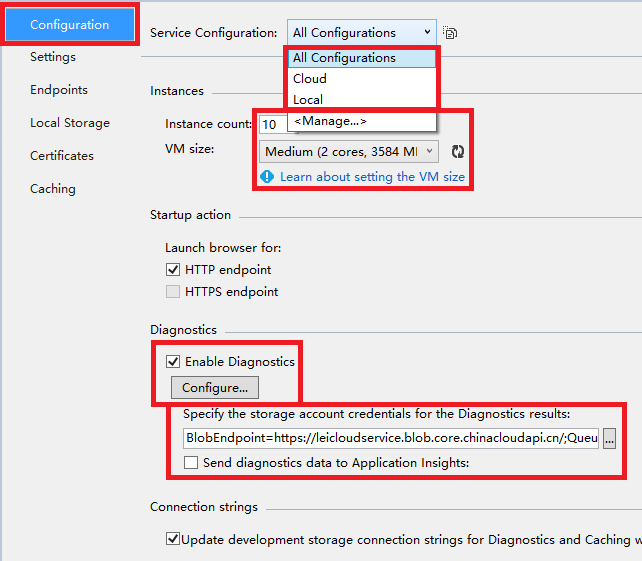 Configuration
Settings
Endpoints
Local Storage
Certificates
Caching
Service Configuration: All Configurations
All Configurations
Cloud
Local
<Manage...>
Instances
Instance count: 10
VM size: Medium (2 cores, 3584 MI
Learn about setting the VM size
Startup action
Launch browser for:
HTTP endpoint
HTTPS endpoint
Diagnostics
Enable Diagnostics
Configure...
Specify the storage account credentials for the Diagnostics results:
BlobEndpoint=https://leicloudservice.blob.core.chinacloudapi.cn/;Queu ...
Send diagnostics data to Application Insights:
Connection strings
Update development storage connection strings for Diagnostics and Caching w